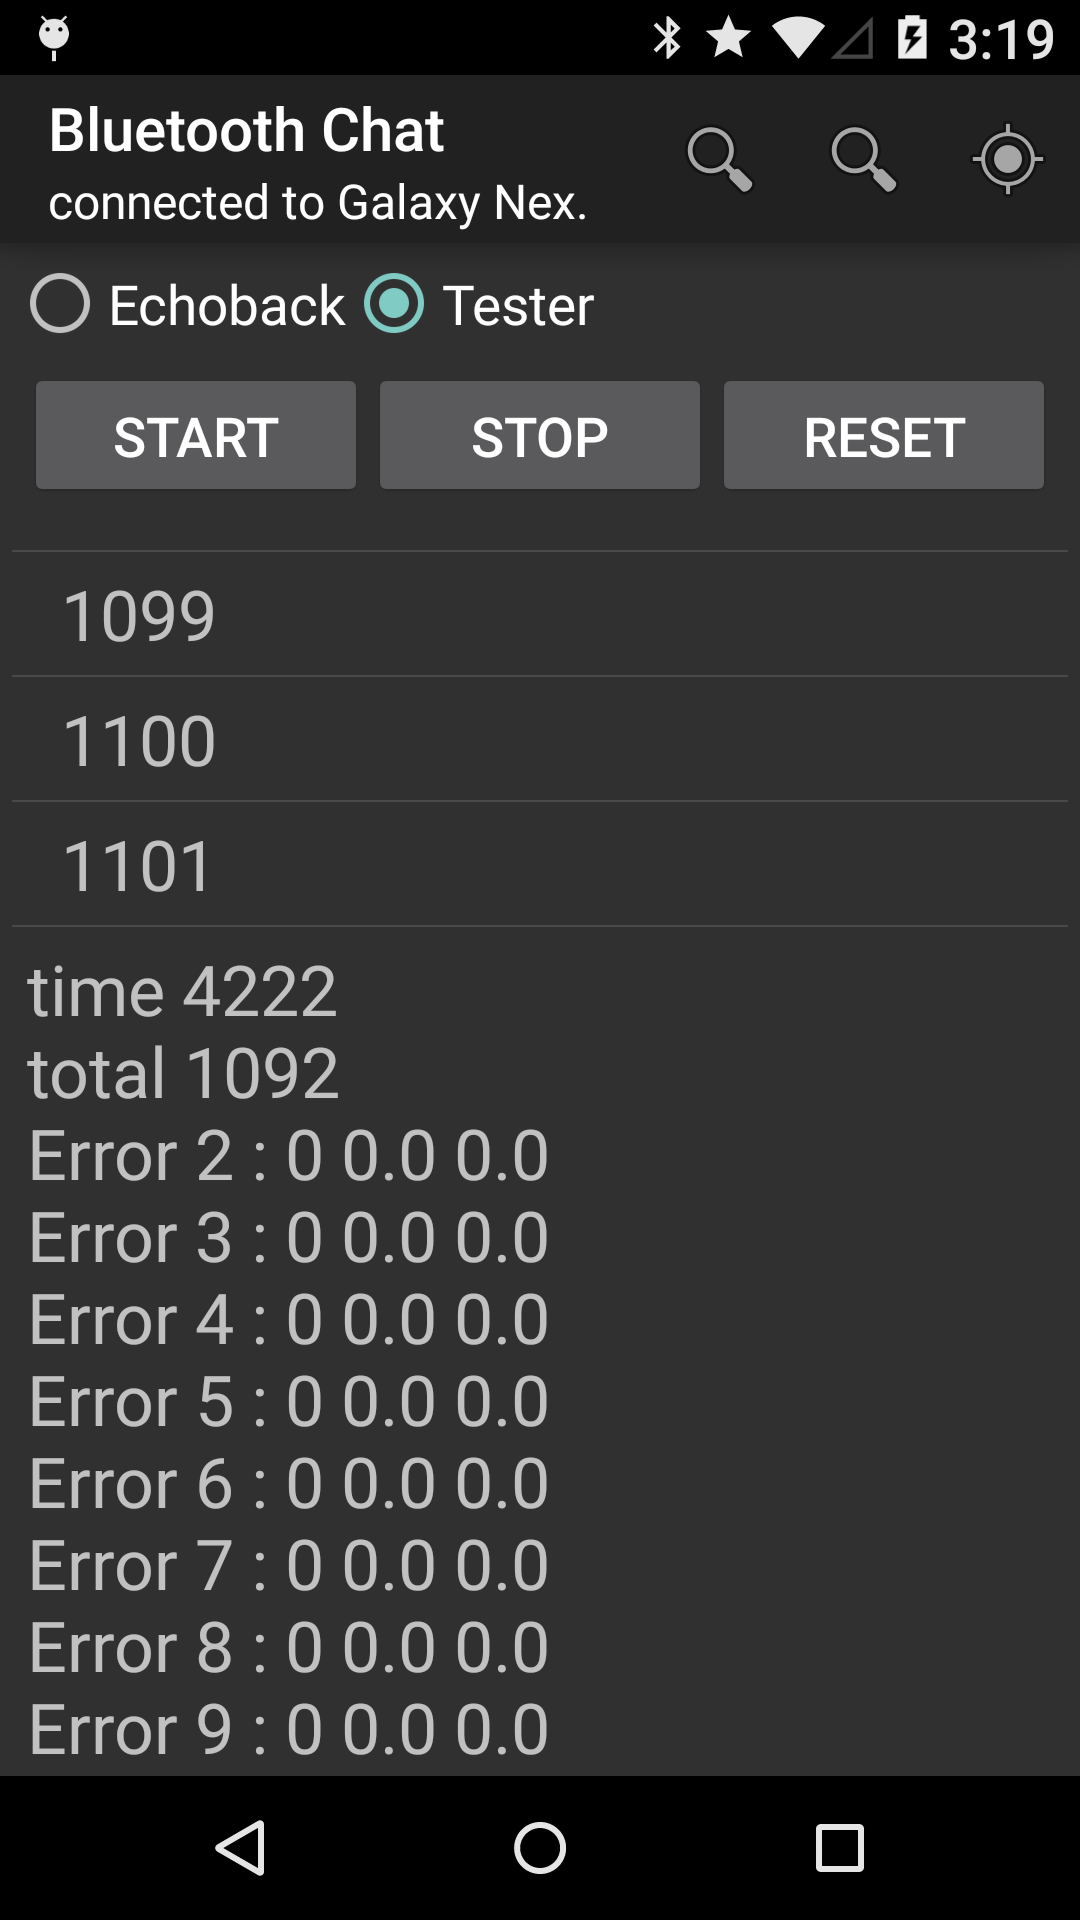 3:19
Bluetooth Chat
connected to Galaxy Nex.
Echoback Tester
START STOP RESET
1099
1100
1101
time 4222
total 1092
Error 2 : 0 0.0 0.0
Error 3 : 0 0.0 0.0
Error 4 : 0 0.0 0.0
Error 5 : 0 0.0 0.0
Error 6 : 0 0.0 0.0
Error 7 : 0 0.0 0.0
Error 8 : 0 0.0 0.0
Error 9 : 0 0.0 0.0